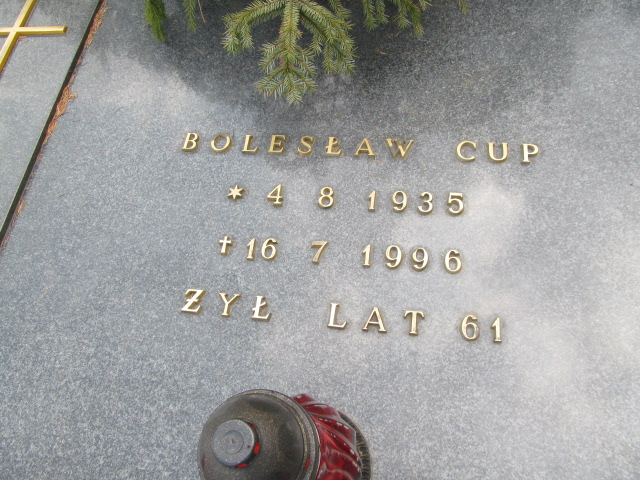 BOLESŁAW CUP
* 4 8 1935
† 16 7 1996
ŻYŁ LAT 61